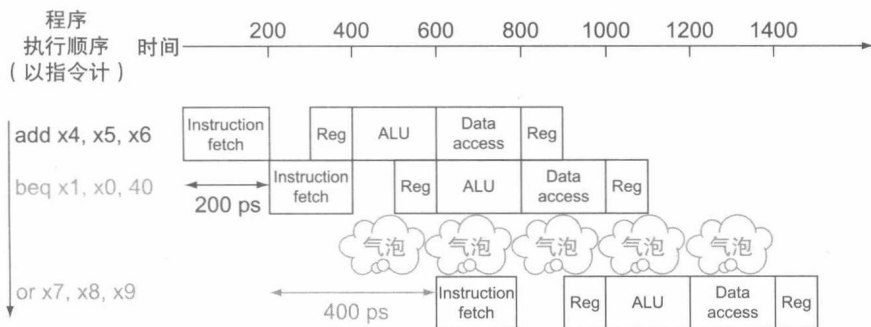 程序
执行顺序
（以指令计）
时间
200 400 600 800 1000 1200 1400
add x4, x5, x6
Instruction fetch
Reg
ALU
Data access
Reg
beq x1, x0, 40
200 ps
Instruction fetch
Reg
ALU
Data access
Reg
气泡 气泡 气泡 气泡 气泡
or x7, x8, x9
400 ps
Instruction fetch
Reg
ALU
Data access
Reg